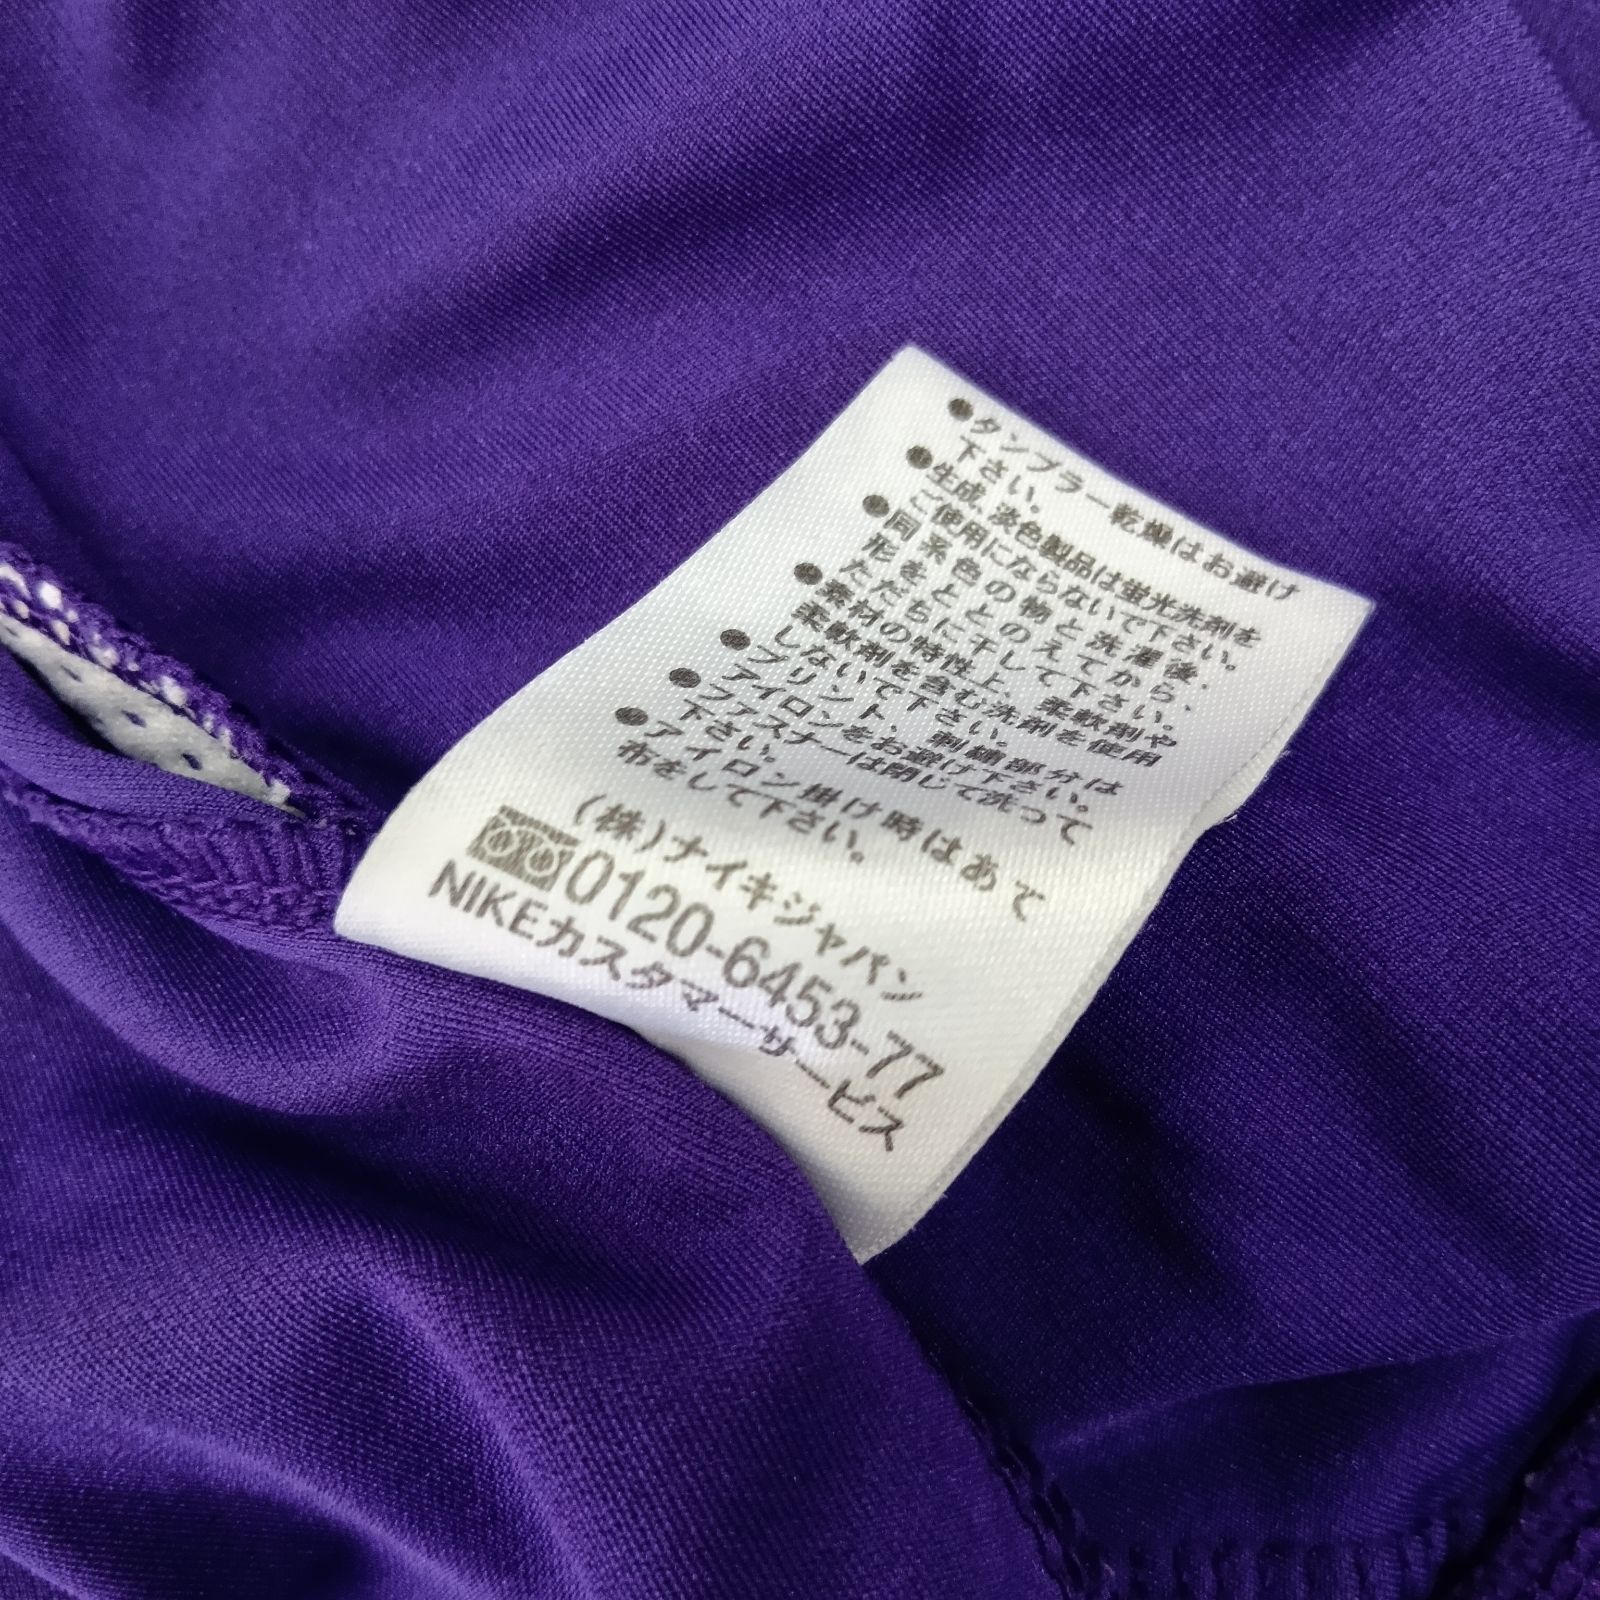 ●タンブラー乾燥はお避け
下さい。
●生成、淡色製品は蛍光洗剤を
ご使用にならないで下さい。
●同系色の物と洗濯後、
形をととのえてから、
ただちに干して下さい。
●素材の特性上、柔軟剤や
柔軟剤を含む洗剤を使用
しないで下さい。
●プリント、刺繍部分は
アイロンをお避け下さい。
●ファスナーは閉じて洗って
下さい。
●アイロン掛け時はあて
布をして下さい。
(株)ナイキジャパン
0120-6453-77
NIKEカスタマーサービス